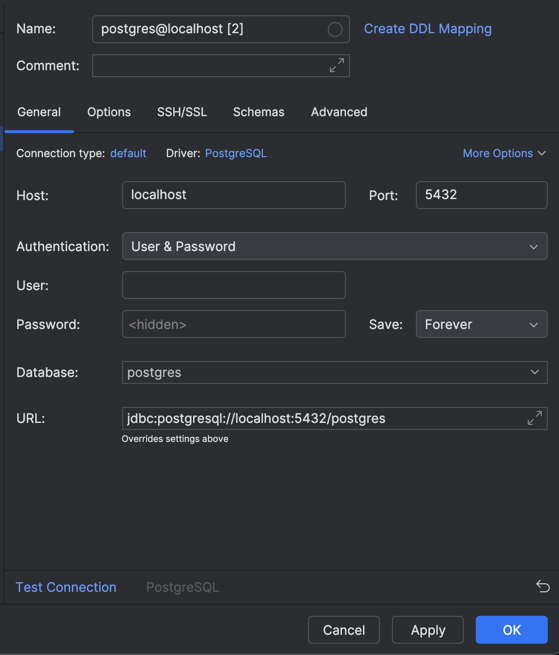 Name: postgres@localhost [2] Create DDL Mapping
Comment:
General Options SSH/SSL Schemas Advanced
Connection type: default Driver: PostgreSQL More Options
Host: localhost Port: 5432
Authentication: User & Password
User:
Password: <hidden> Save: Forever
Database: postgres
URL: jdbc:postgresql://localhost:5432/postgres
Overrides settings above
Test Connection PostgreSQL
Cancel Apply OK